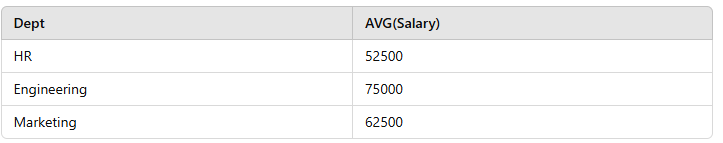 Dept AVG(Salary)
HR 52500
Engineering 75000
Marketing 62500